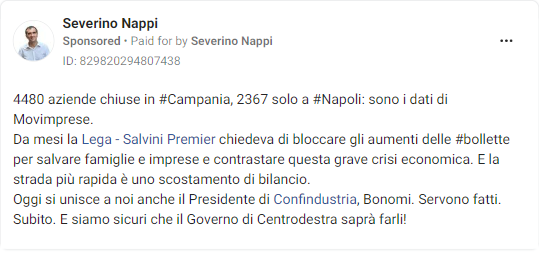 Severino Nappi
Sponsored • Paid for by Severino Nappi
ID: 829820294807438
4480 aziende chiuse in #Campania, 2367 solo a #Napoli: sono i dati di
Movimprese.
Da mesi la Lega - Salvini Premier chiedeva di bloccare gli aumenti delle #bollette
per salvare famiglie e imprese e contrastare questa grave crisi economica. E la
strada più rapida è uno scostamento di bilancio.
Oggi si unisce a noi anche il Presidente di Confindustria, Bonomi. Servono fatti.
Subito. E siamo sicuri che il Governo di Centrodestra saprà farli!